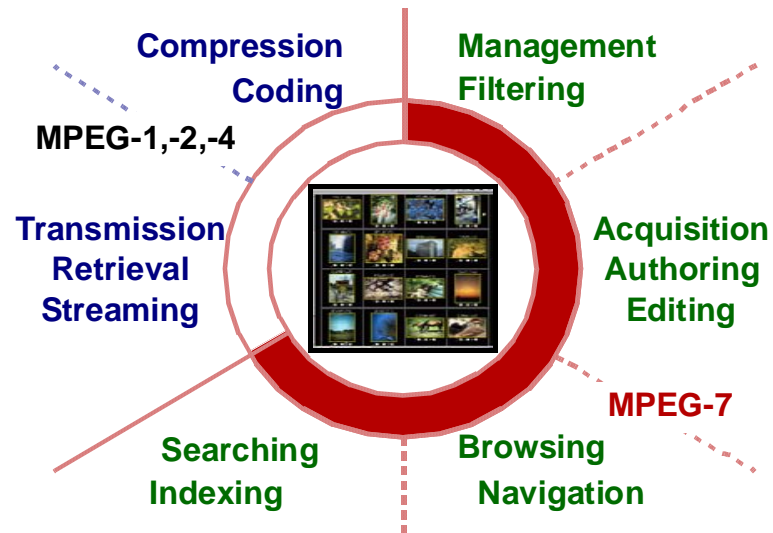 Compression
Coding
Management
Filtering
MPEG-1,-2,-4
Transmission
Retrieval
Streaming
Acquisition
Authoring
Editing
MPEG-7
Searching
Indexing
Browsing
Navigation